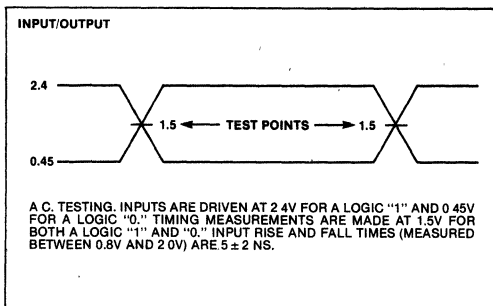 INPUT/OUTPUT
2.4
1.5 TEST POINTS 1.5
0.45
A C. TESTING. INPUTS ARE DRIVEN AT 2 4V FOR A LOGIC "1" AND 0 45V
FOR A LOGIC "0." TIMING MEASUREMENTS ARE MADE AT 1.5V FOR
BOTH A LOGIC "1" AND "0." INPUT RISE AND FALL TIMES (MEASURED
BETWEEN 0.8V AND 2 0V) ARE 5 ± 2 NS.